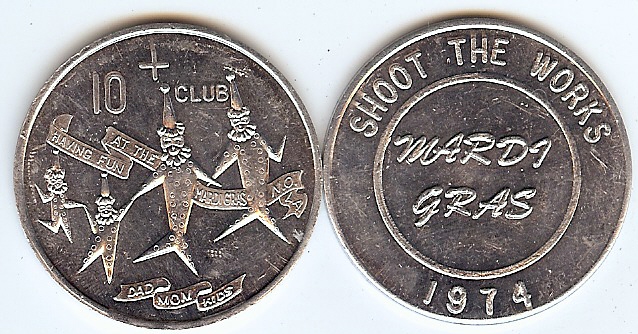 10 + CLUB
HAVING FUN
AT THE
MARDI GRAS
N.O.
LA
DAD MOM KIDS
SHOOT THE WORKS
MARDI
GRAS
1974